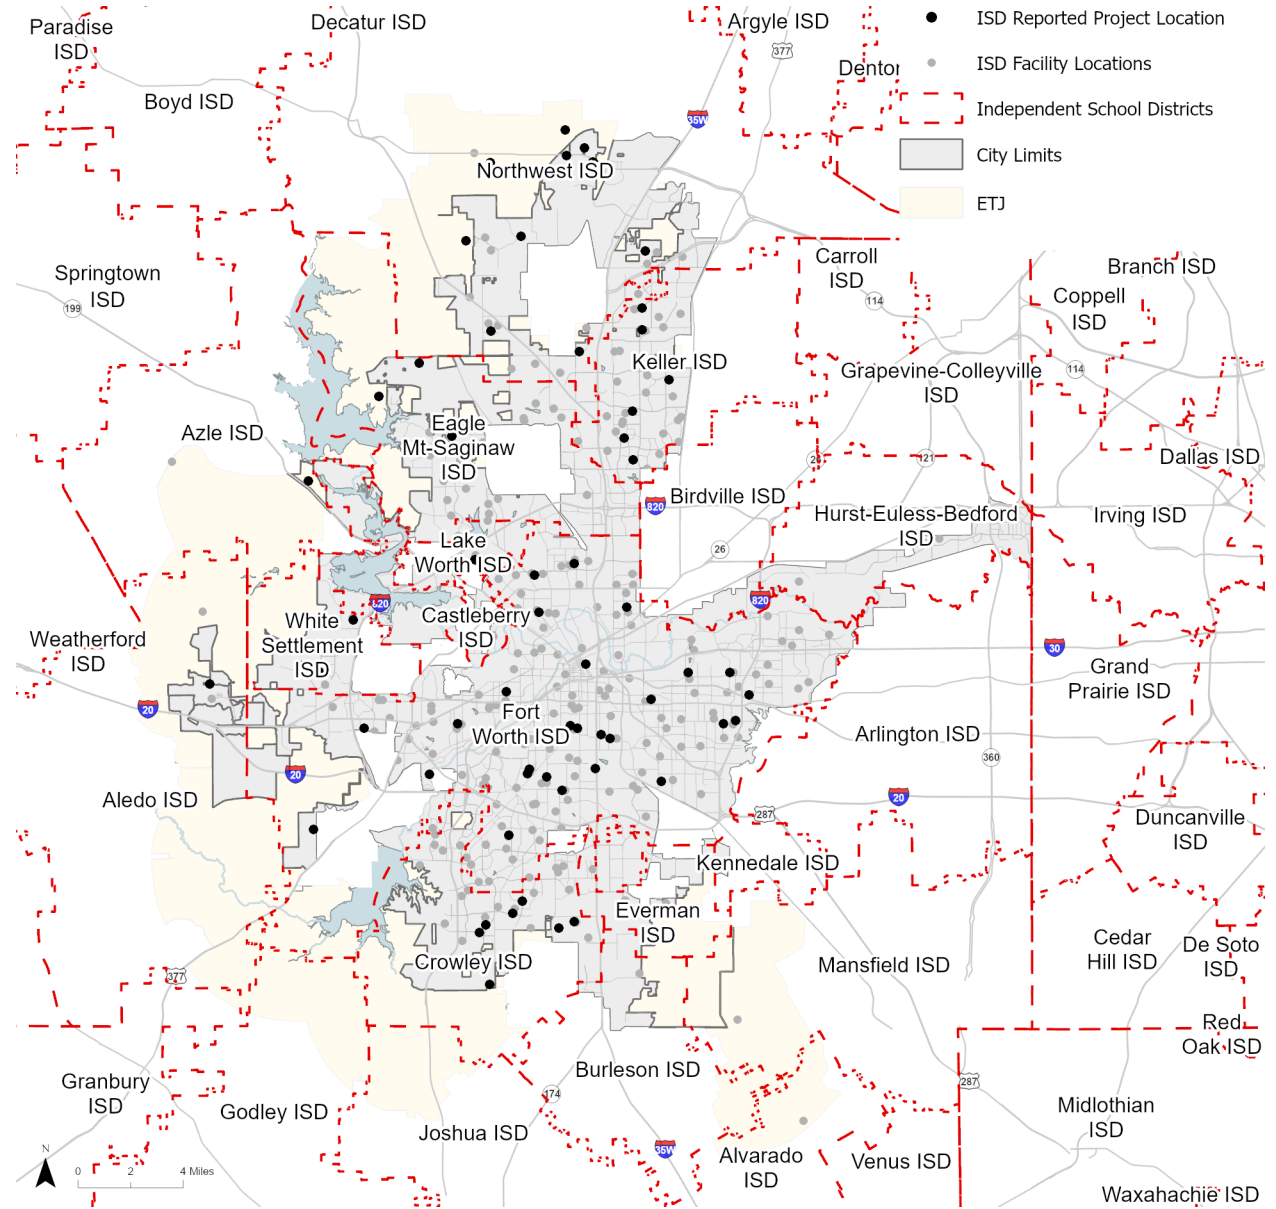 Paradise
ISD
Decatur ISD
Argyle ISD
377
ISD Reported Project Location
ISD Facility Locations
Independent School Districts
City Limits
ETJ
Boyd ISD
35W
Northwest ISD
Springtown
ISD
199
Carroll
ISD
114
Branch ISD
Coppell
ISD
114
Keller ISD
Grapevine-Colleyville
ISD
Azle ISD
Eagle
Mt-Saginaw
ISD
26
121
Dallas ISD
820
Birdville ISD
Hurst-Euless-Bedford
ISD
Irving ISD
26
Lake
Worth ISD
820
820
Castleberry
ISD
White
Settlement
ISD
Weatherford
ISD
30
Grand
Prairie ISD
20
Fort
Worth ISD
Arlington ISD
360
20
Aledo ISD
20
287
Duncanville
ISD
Kennedale ISD
Everman
ISD
Cedar
Hill ISD
De Soto
ISD
Crowley ISD
Mansfield ISD
377
Red
Oak ISD
Granbury
ISD
Burleson ISD
287
174
Godley ISD
Joshua ISD
Midlothian
ISD
35W
Alvarado
ISD
Venus ISD
Waxahachie ISD
N
0 2 4 Miles